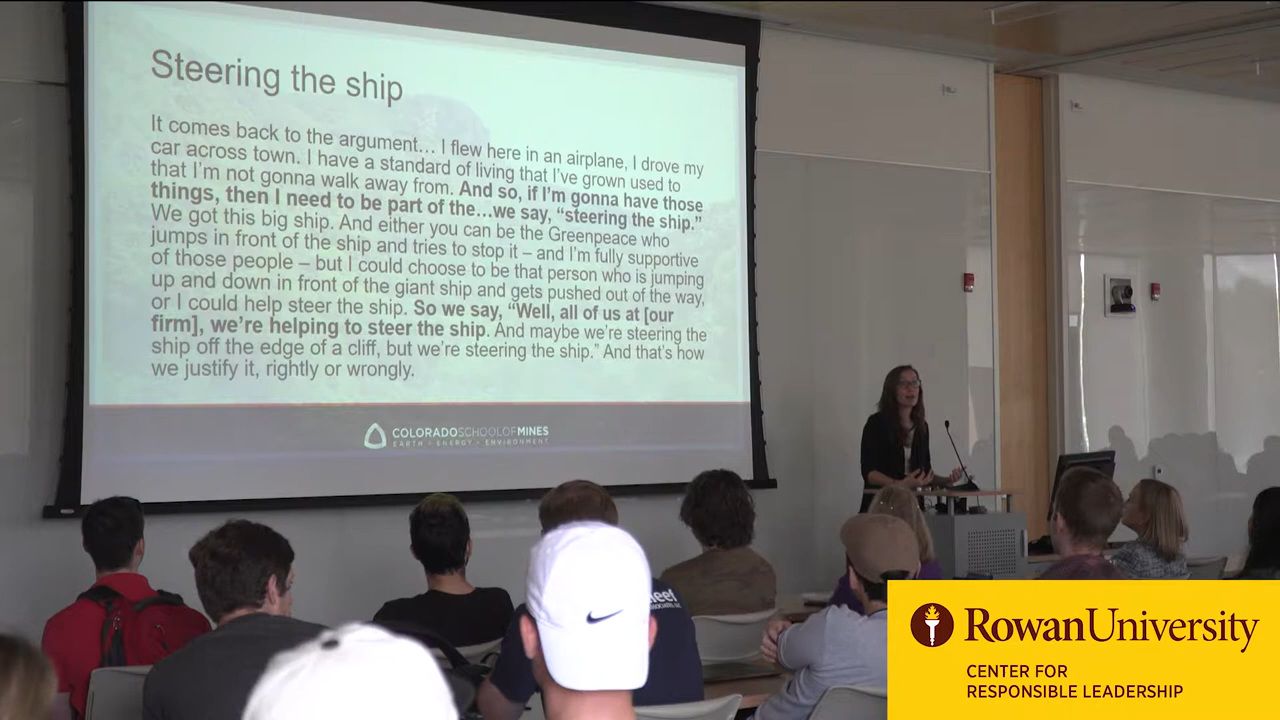 Steering the ship
It comes back to the argument… I flew here in an airplane, I drove my
car across town. I have a standard of living that I’ve grown used to
that I’m not gonna walk away from. And so, if I’m gonna have those
things, then I need to be part of the…we say, “steering the ship.”
We got this big ship. And either you can be the Greenpeace who
jumps in front of the ship and tries to stop it – and I’m fully supportive
of those people – but I could choose to be that person who is jumping
up and down in front of the giant ship and gets pushed out of the way,
or I could help steer the ship. So we say, “Well, all of us at [our
firm], we’re helping to steer the ship. And maybe we’re steering the
ship off the edge of a cliff, but we’re steering the ship.” And that’s how
we justify it, rightly or wrongly.
COLORADOSCHOOLOFMINES
EARTH • ENERGY • ENVIRONMENT
RowanUniversity
CENTER FOR
RESPONSIBLE LEADERSHIP